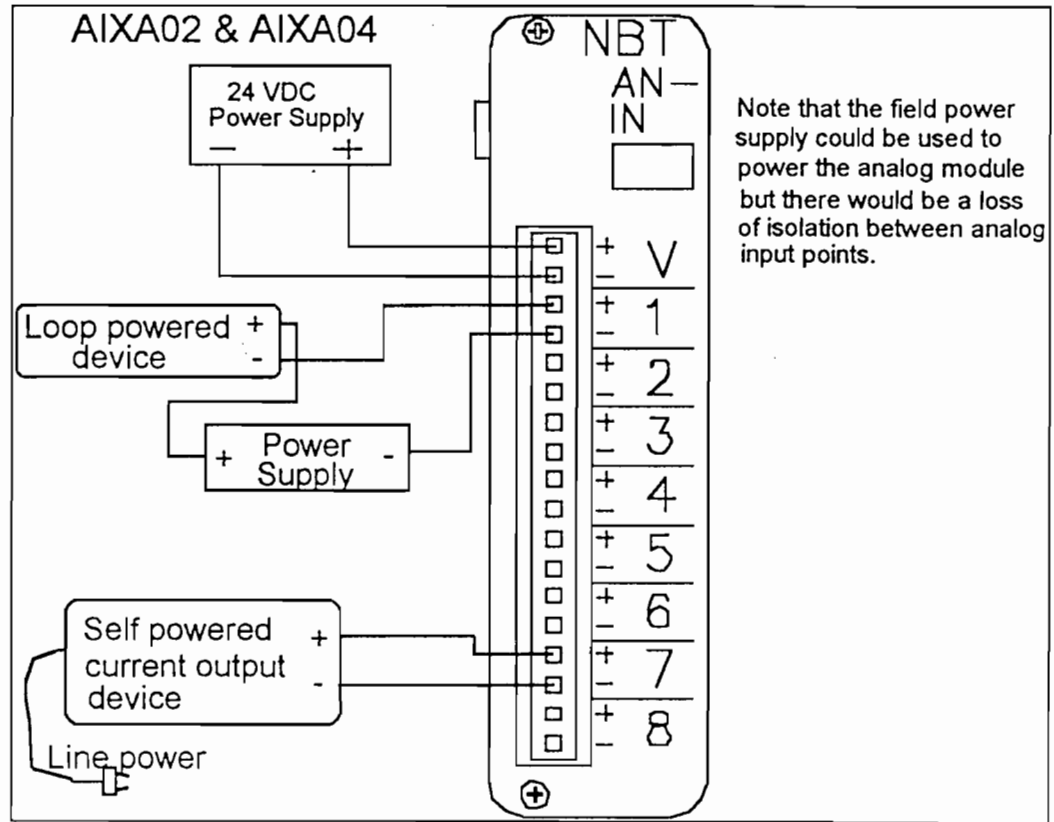 AIXA02 & AIXA04
24 VDC
Power Supply
− +
NBT
AN-
IN
Note that the field power
supply could be used to
power the analog module
but there would be a loss
of isolation between analog
input points.
+
− V
+
− 1
+
− 2
+
− 3
+
− 4
+
− 5
+
− 6
+
− 7
+
− 8
Loop powered +
device -
+ Power -
Supply
Self powered +
current output
device -
Line power